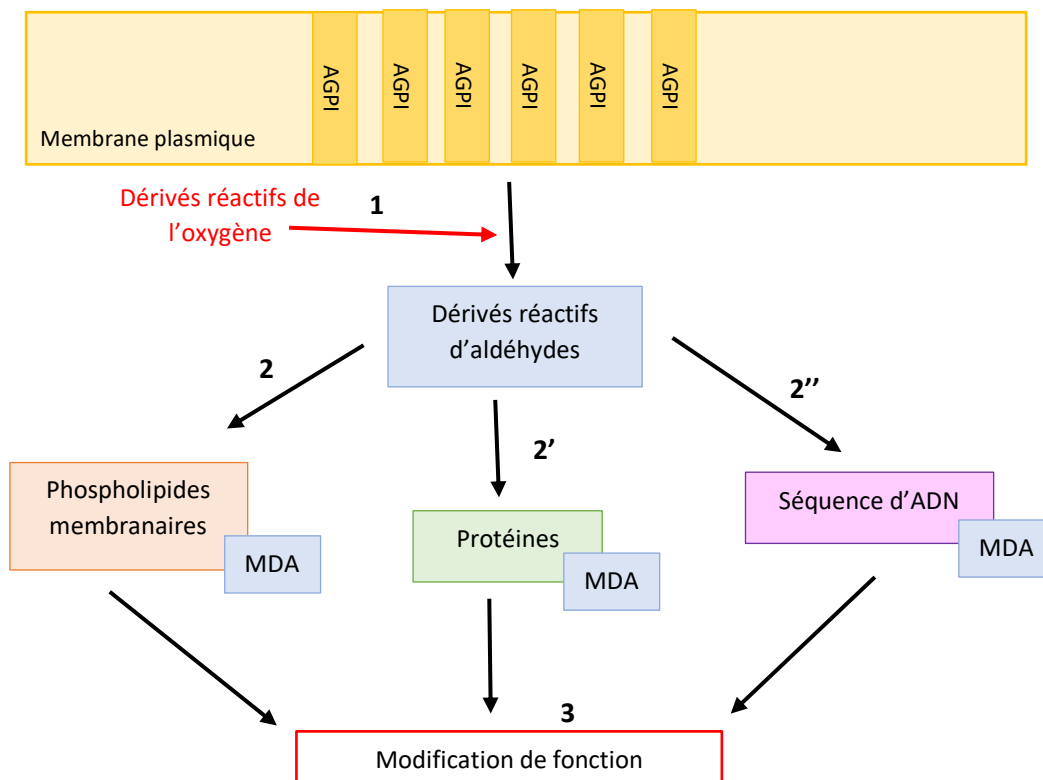 AGPI
AGPI
AGPI
AGPI
AGPI
AGPI
Membrane plasmique
Dérivés réactifs de
l’oxygène
1
Dérivés réactifs
d’aldéhydes
2
2’
2’’
Phospholipides
membranaires
MDA
Protéines
MDA
Séquence d’ADN
MDA
3
Modification de fonction